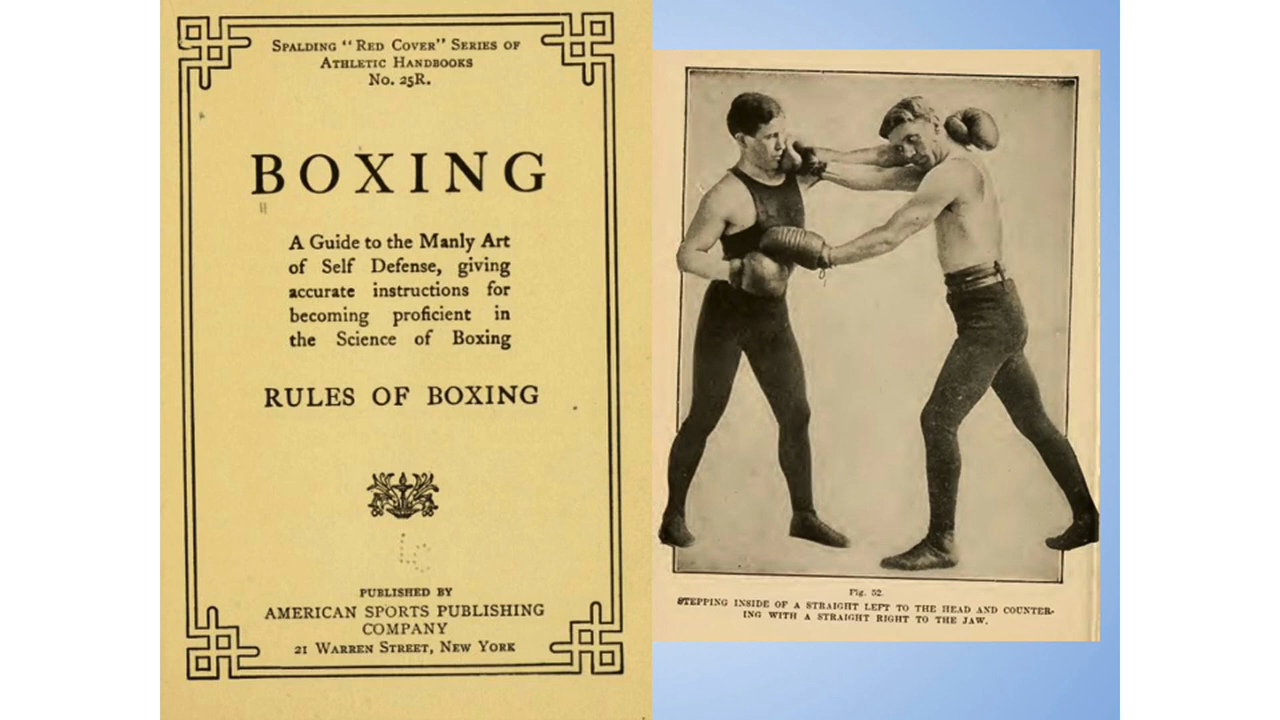 SPALDING "RED COVER" SERIES OF
ATHLETIC HANDBOOKS
No. 25R.
BOXING
A Guide to the Manly Art
of Self Defense, giving
accurate instructions for
becoming proficient in
the Science of Boxing
RULES OF BOXING
PUBLISHED BY
AMERICAN SPORTS PUBLISHING
COMPANY
21 WARREN STREET, NEW YORK
Fig. 52.
STEPPING INSIDE OF A STRAIGHT LEFT TO THE HEAD AND COUNTER-
ING WITH A STRAIGHT RIGHT TO THE JAW.